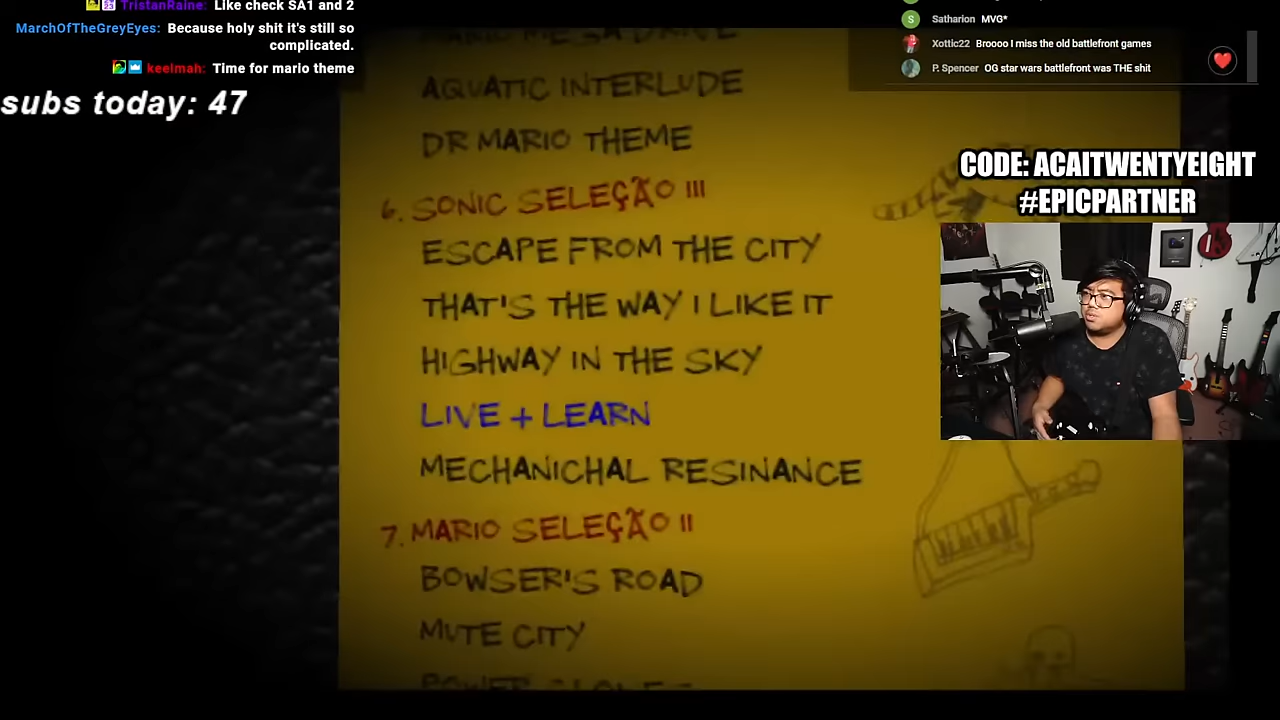 TristanRaine: Like check SA1 and 2
MarchOfTheGreyEyes: Because holy shit it's still so
complicated.
keelmah: Time for mario theme
subs today: 47
S Satharion MVG*
Xottic22 Broooo I miss the old battlefront games
P. Spencer OG star wars battlefront was THE shit
CODE: ACAITWENTYEIGHT
#EPICPARTNER
MANIC MESA DRIVE
AQUATIC INTERLUDE
DR MARIO THEME
6. SONIC SELEÇÃO III
ESCAPE FROM THE CITY
THAT'S THE WAY I LIKE IT
HIGHWAY IN THE SKY
LIVE + LEARN
MECHANICHAL RESINANCE
7. MARIO SELEÇÃO II
BOWSER'S ROAD
MUTE CITY
POWER